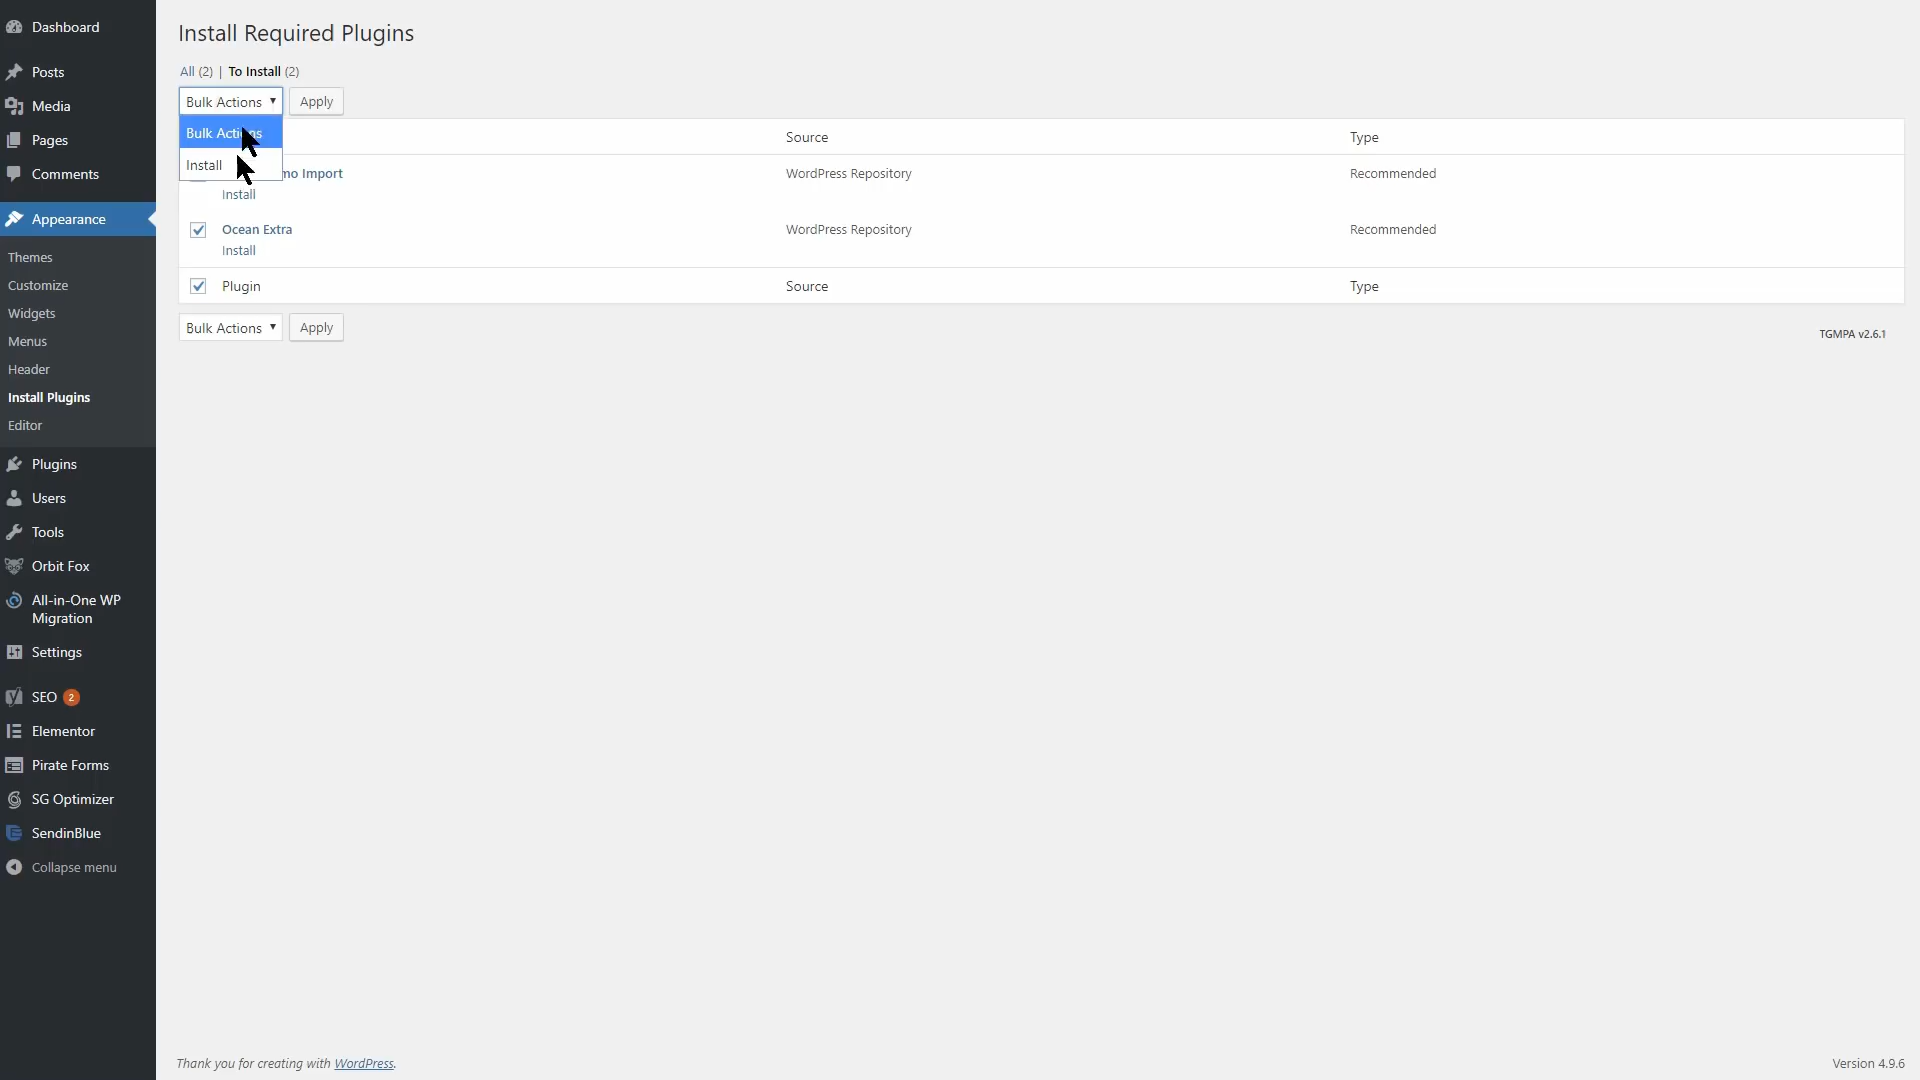 Dashboard
Posts
Media
Pages
Comments
Appearance
Themes
Customize
Widgets
Menus
Header
Install Plugins
Editor
Plugins
Users
Tools
Orbit Fox
All-in-One WP
Migration
Settings
SEO 2
Elementor
Pirate Forms
SG Optimizer
SendinBlue
Collapse menu
Install Required Plugins
All (2) | To Install (2)
Bulk Actions Apply
Bulk Actions
Install
Source Type
mo Import WordPress Repository Recommended
Install
Ocean Extra WordPress Repository Recommended
Install
Plugin Source Type
Bulk Actions Apply
TGMPA v2.6.1
Thank you for creating with WordPress.
Version 4.9.6